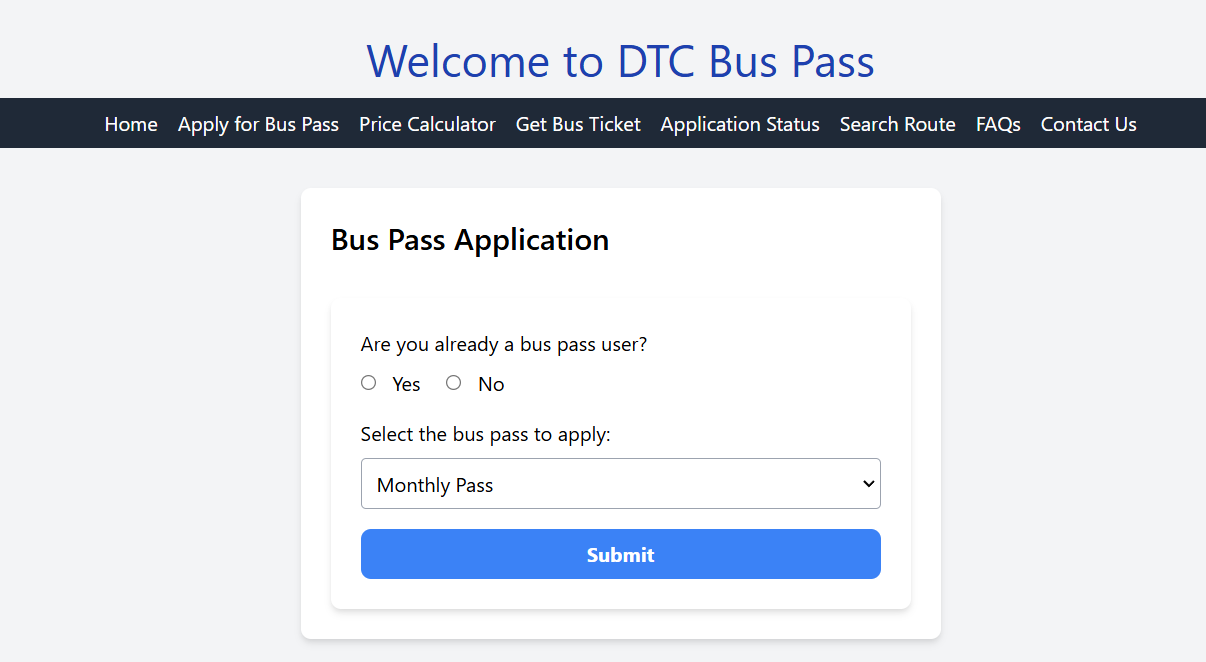 Welcome to DTC Bus Pass
Home Apply for Bus Pass Price Calculator Get Bus Ticket Application Status Search Route FAQs Contact Us
Bus Pass Application
Are you already a bus pass user?
Yes No
Select the bus pass to apply:
Monthly Pass
Submit